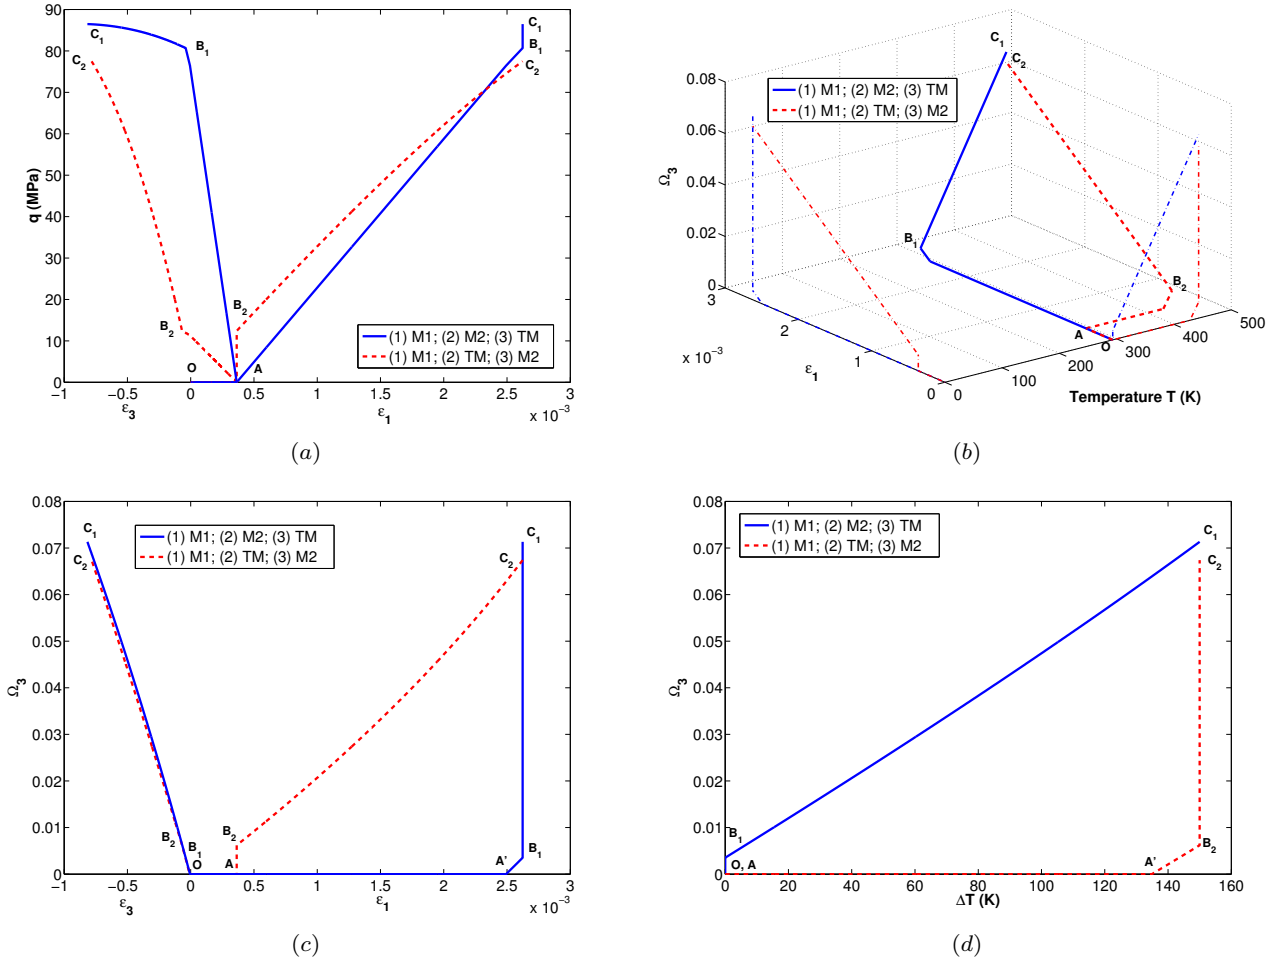 90
80
70
60
50
40
30
20
10
0
q (MPa)
C1
B1
C2
C1
B1
C2
B2
B2
O
A
(1) M1; (2) M2; (3) TM
(1) M1; (2) TM; (3) M2
−1
−0.5
0
0.5
1
1.5
2
2.5
3
ε3
ε1
x 10−3
(a)
0.08
0.06
0.04
0.02
0
Ω3
(1) M1; (2) M2; (3) TM
(1) M1; (2) TM; (3) M2
C1
C2
B1
B2
A
O
3
2
1
0
x 10−3
ε1
0
100
200
300
400
500
Temperature T (K)
(b)
0.08
0.07
0.06
0.05
0.04
0.03
0.02
0.01
0
Ω3
(1) M1; (2) M2; (3) TM
(1) M1; (2) TM; (3) M2
C1
C2
C1
C2
B2
B1
O
B2
A
A'
B1
−1
−0.5
0
0.5
1
1.5
2
2.5
3
ε3
ε1
x 10−3
(c)
0.08
0.07
0.06
0.05
0.04
0.03
0.02
0.01
0
Ω3
(1) M1; (2) M2; (3) TM
(1) M1; (2) TM; (3) M2
C1
C2
B1
O, A
A'
B2
0
20
40
60
80
100
120
140
160
ΔT (K)
(d)